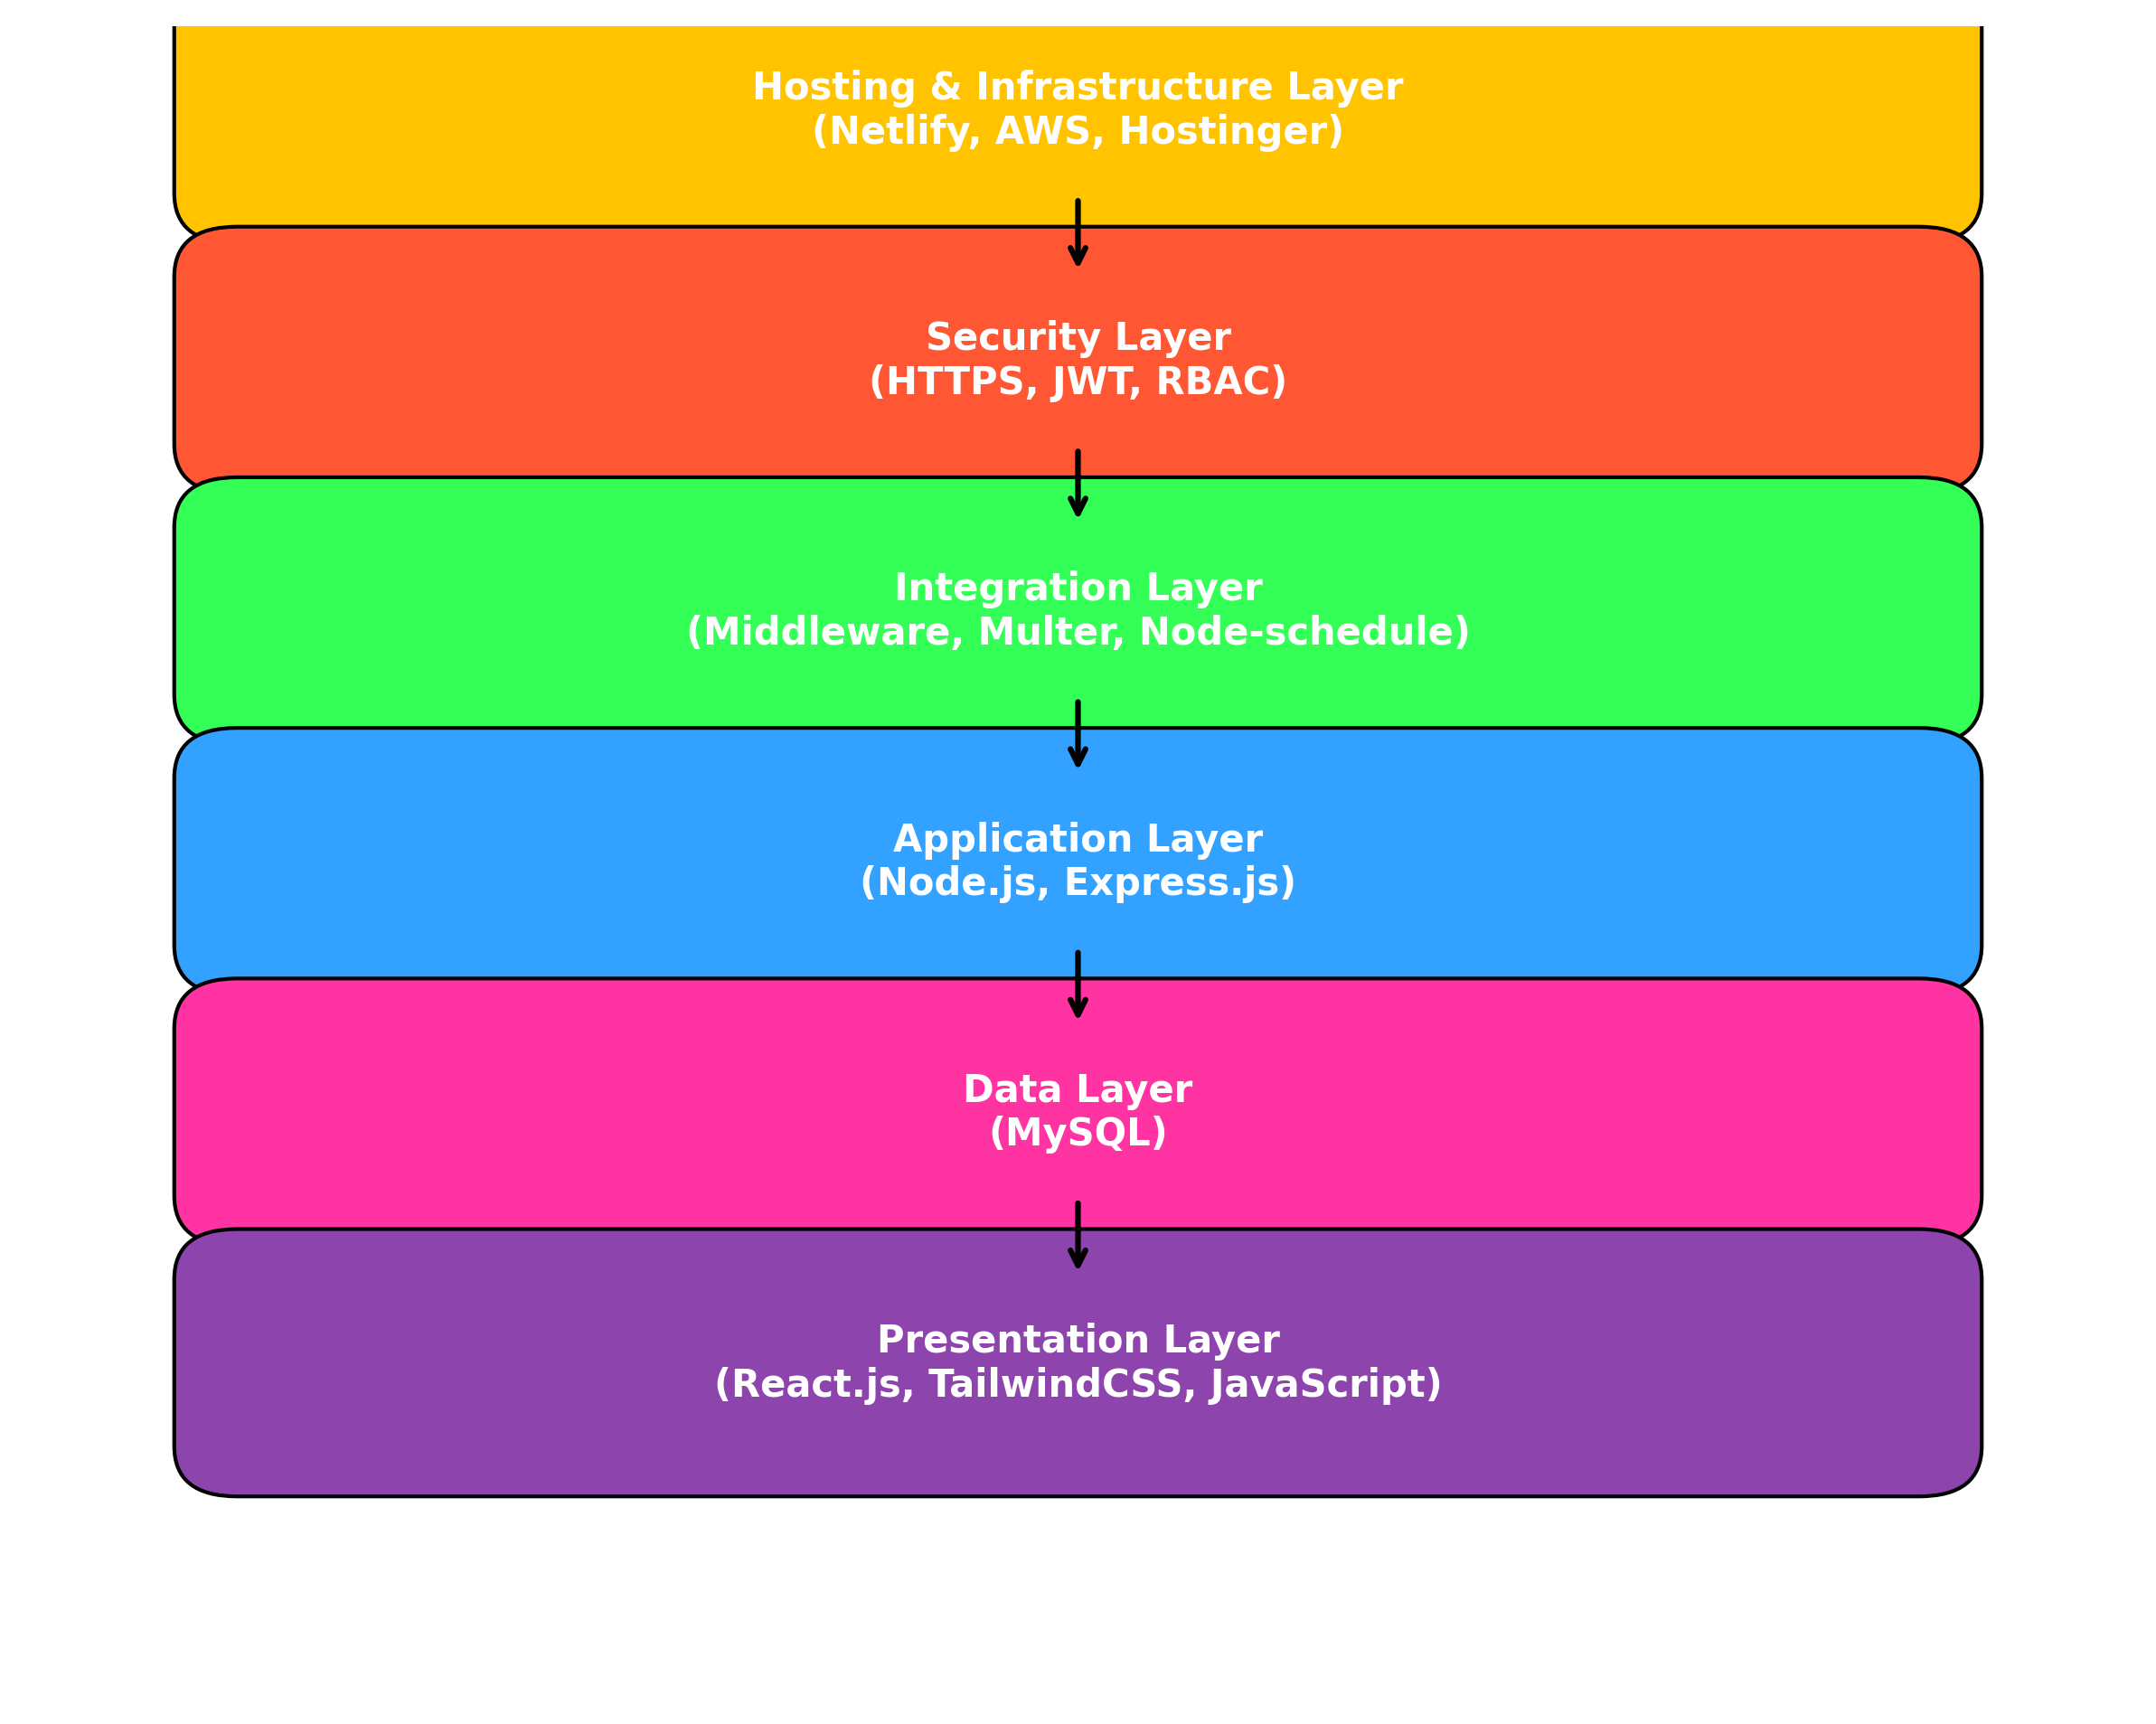 Hosting & Infrastructure Layer
(Netlify, AWS, Hostinger)
Security Layer
(HTTPS, JWT, RBAC)
Integration Layer
(Middleware, Multer, Node-schedule)
Application Layer
(Node.js, Express.js)
Data Layer
(MySQL)
Presentation Layer
(React.js, TailwindCSS, JavaScript)